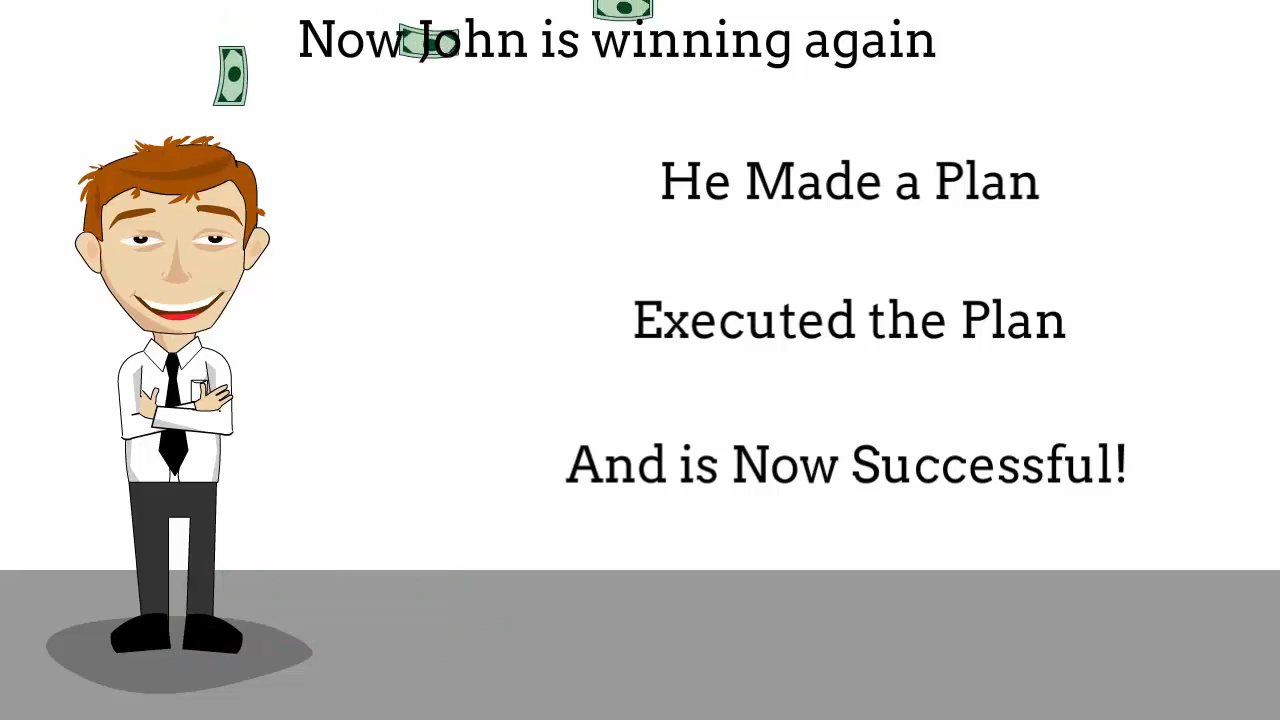 Now John is winning again
He Made a Plan
Executed the Plan
And is Now Successful!